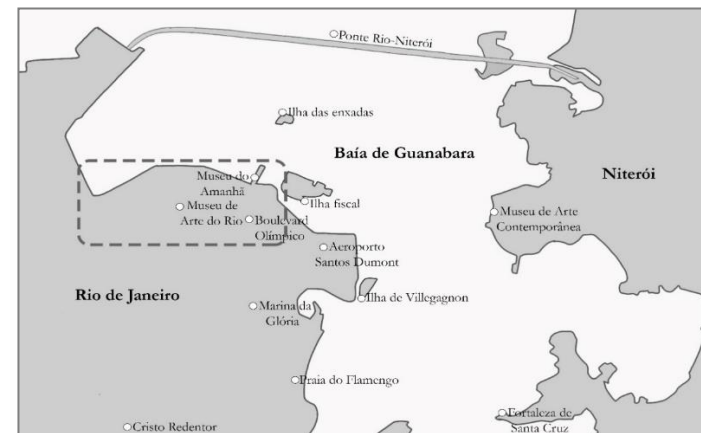 Ponte Rio-Niterói
Ilha das enxadas
Baía de Guanabara
Niterói
Museu do
Amanhã
Museu de
Arte do Rio
Ilha fiscal
Boulevard
Olímpico
Museu de Arte
Contemporânea
Aeroporto
Santos Dumont
Rio de Janeiro
Marina da
Glória
Ilha de Villegagnon
Praia do Flamengo
Cristo Redentor
Fortaleza de
Santa Cruz